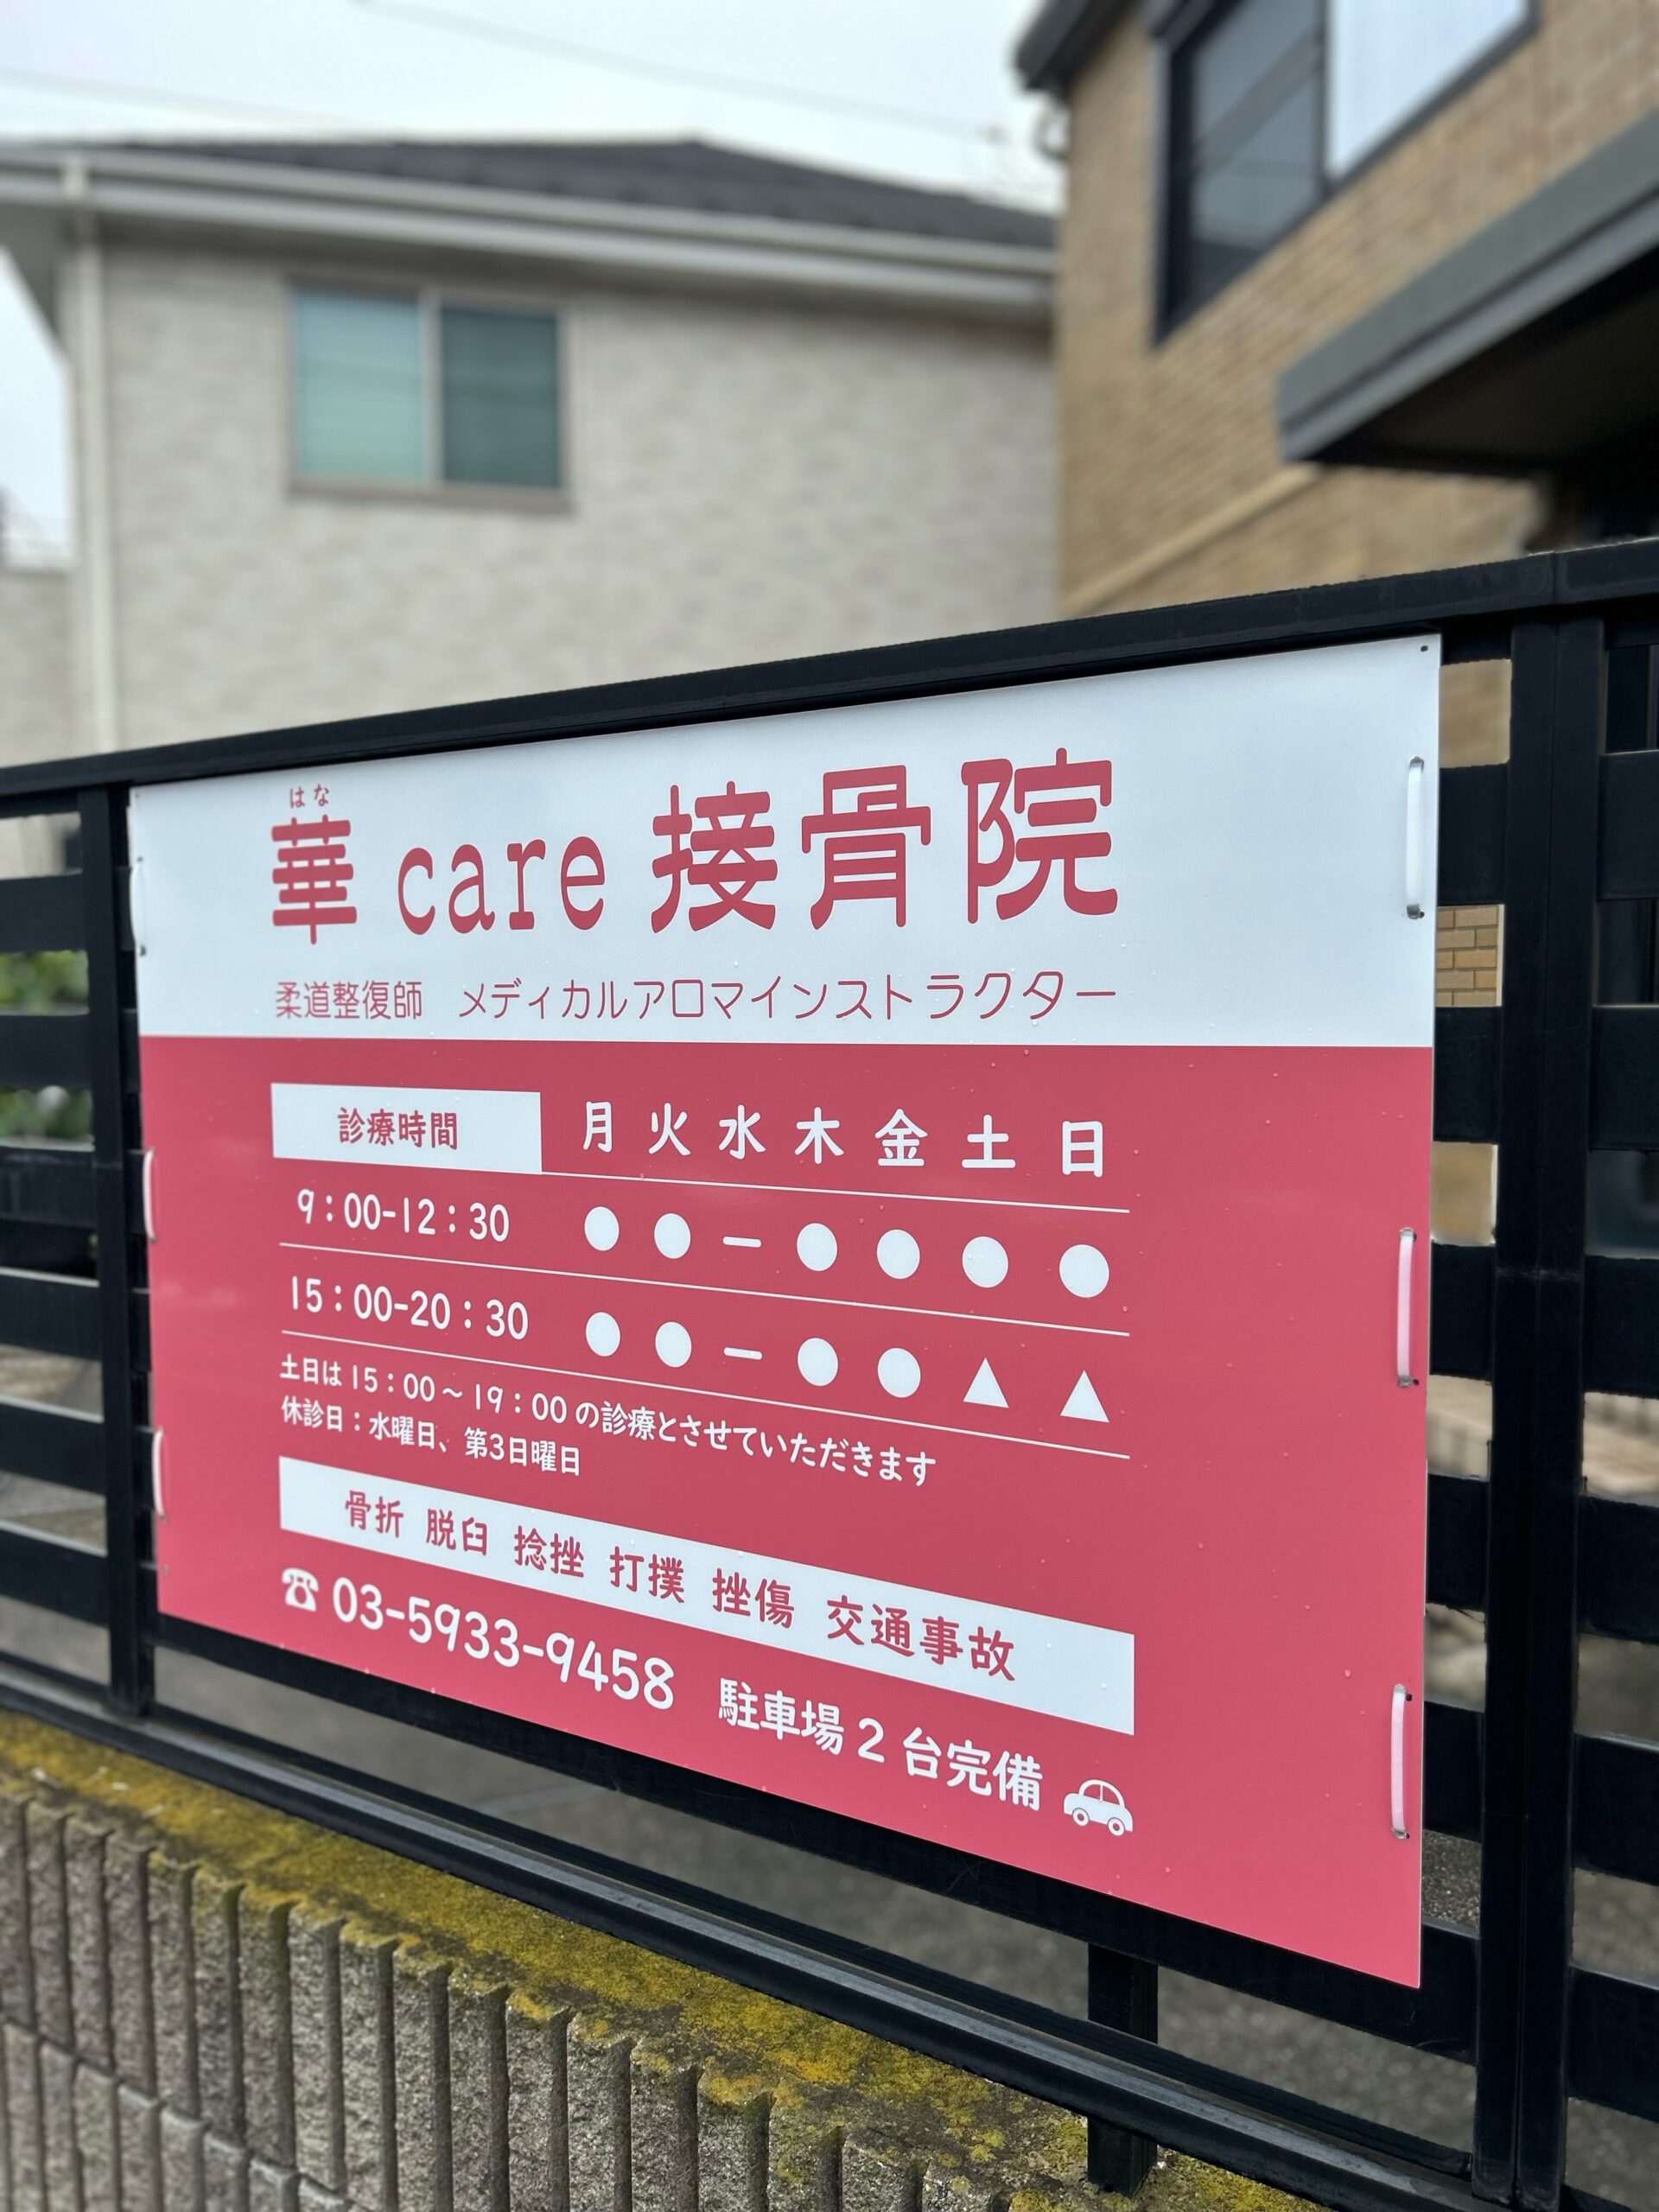 はな
華 care 接骨院
柔道整復師 メディカルアロマインストラクター
診療時間 月 火 水 木 金 土 日
9:00-12:30 ● ● — ● ● ● ●
15:00-20:30 ● ● — ● ● ▲ ▲
土日は 15:00～19:00 の診療とさせていただきます
休診日:水曜日、第3日曜日
骨折 脱臼 捻挫 打撲 挫傷 交通事故
☎ 03-5933-9458 駐車場 2 台完備